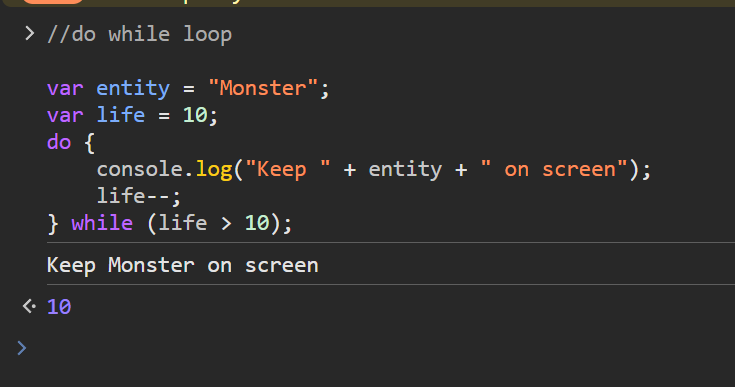 > //do while loop
var entity = "Monster";
var life = 10;
do {
    console.log("Keep " + entity + " on screen");
    life--;
} while (life > 10);
Keep Monster on screen
10
>